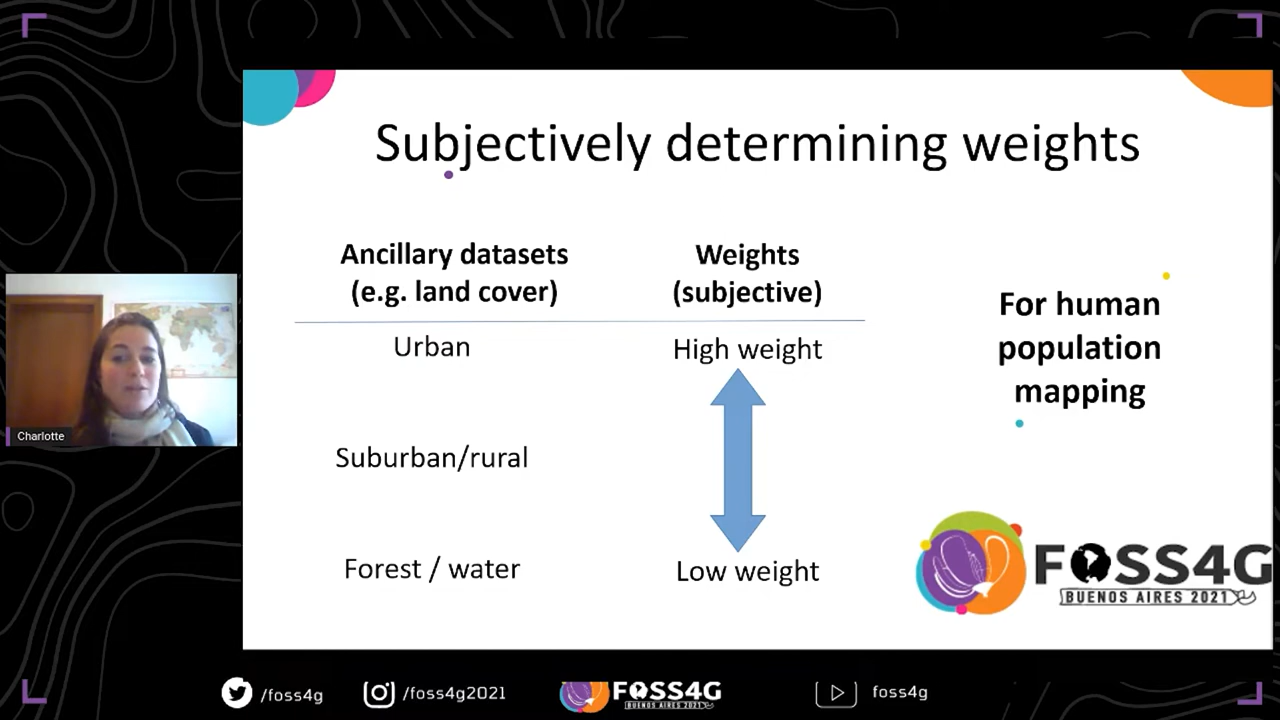 Subjectively determining weights
Ancillary datasets
(e.g. land cover)
Weights
(subjective)
Urban
High weight
Suburban/rural
Forest / water
Low weight
For human
population
mapping
FOSS4G
BUENOS AIRES 2021
Charlotte
/foss4g
/foss4g2021
FOSS4G
BUENOS AIRES 2021
foss4g